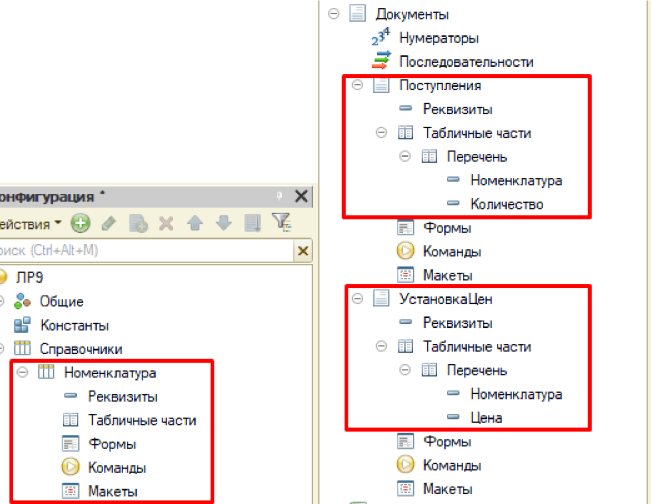 онфигурация *
ействия
оиск (Ctrl+Alt+M)
ЛР9
Общие
Константы
Справочники
Номенклатура
Реквизиты
Табличные части
Формы
Команды
Макеты
Документы
Нумераторы
Последовательности
Поступления
Реквизиты
Табличные части
Перечень
Номенклатура
Количество
Формы
Команды
Макеты
УстановкаЦен
Реквизиты
Табличные части
Перечень
Номенклатура
Цена
Формы
Команды
Макеты